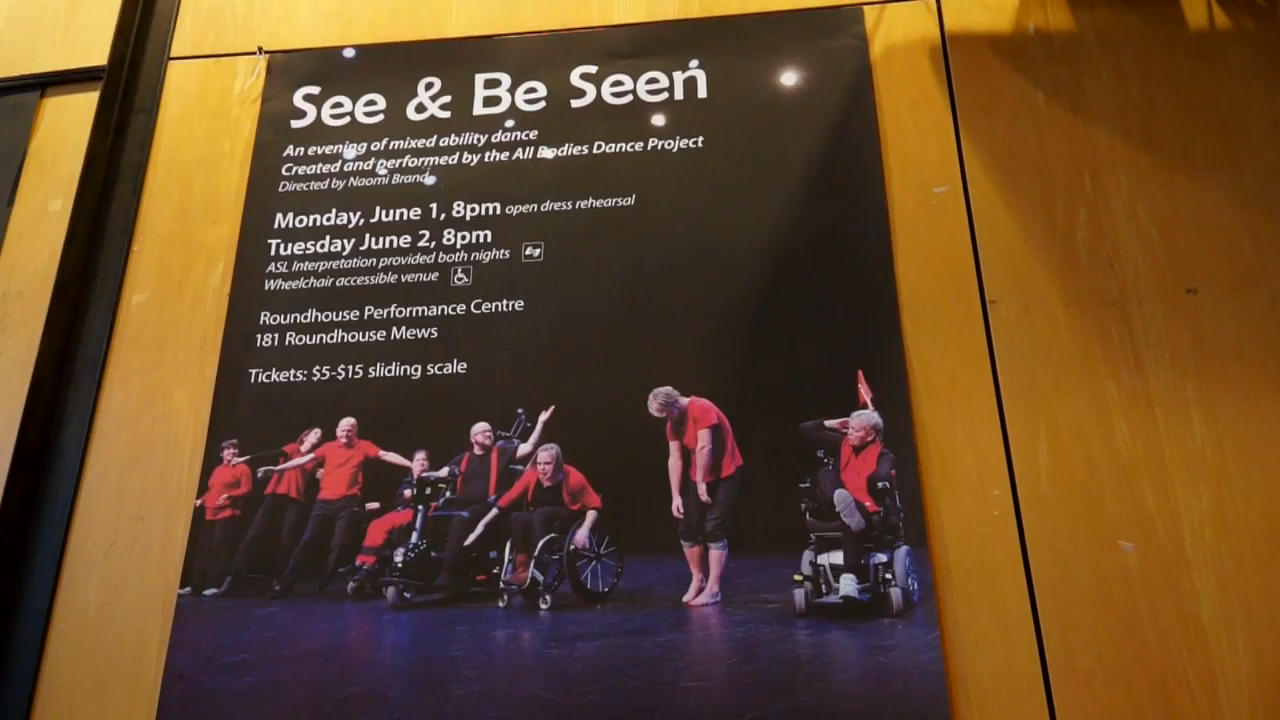 See & Be Seen
An evening of mixed ability dance
Created and performed by the All Bodies Dance Project
Directed by Naomi Brand
Monday, June 1, 8pm open dress rehearsal
Tuesday June 2, 8pm
ASL Interpretation provided both nights
Wheelchair accessible venue
Roundhouse Performance Centre
181 Roundhouse Mews
Tickets: $5-$15 sliding scale